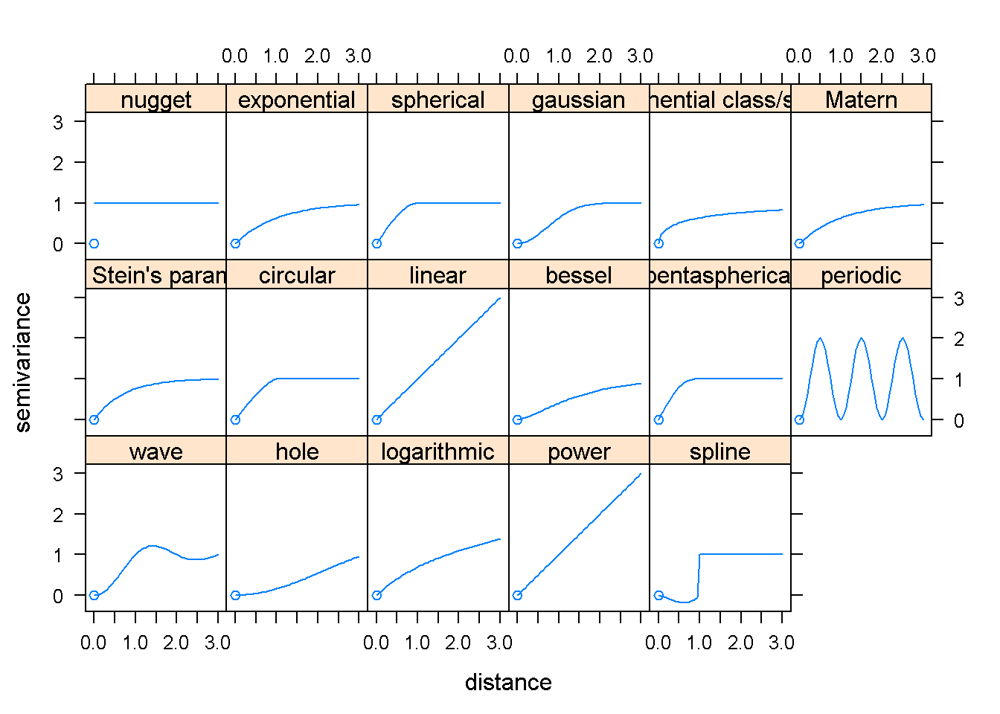 0.0 1.0 2.0 3.0 0.0 1.0 2.0 3.0 0.0 1.0 2.0 3.0
nugget exponential spherical gaussian nential class/s Matern
3
2
1
0
Stein's param circular linear bessel pentaspherica periodic
3
2
1
0
semivariance
wave hole logarithmic power spline
3
2
1
0
0.0 1.0 2.0 3.0 0.0 1.0 2.0 3.0 0.0 1.0 2.0 3.0
distance